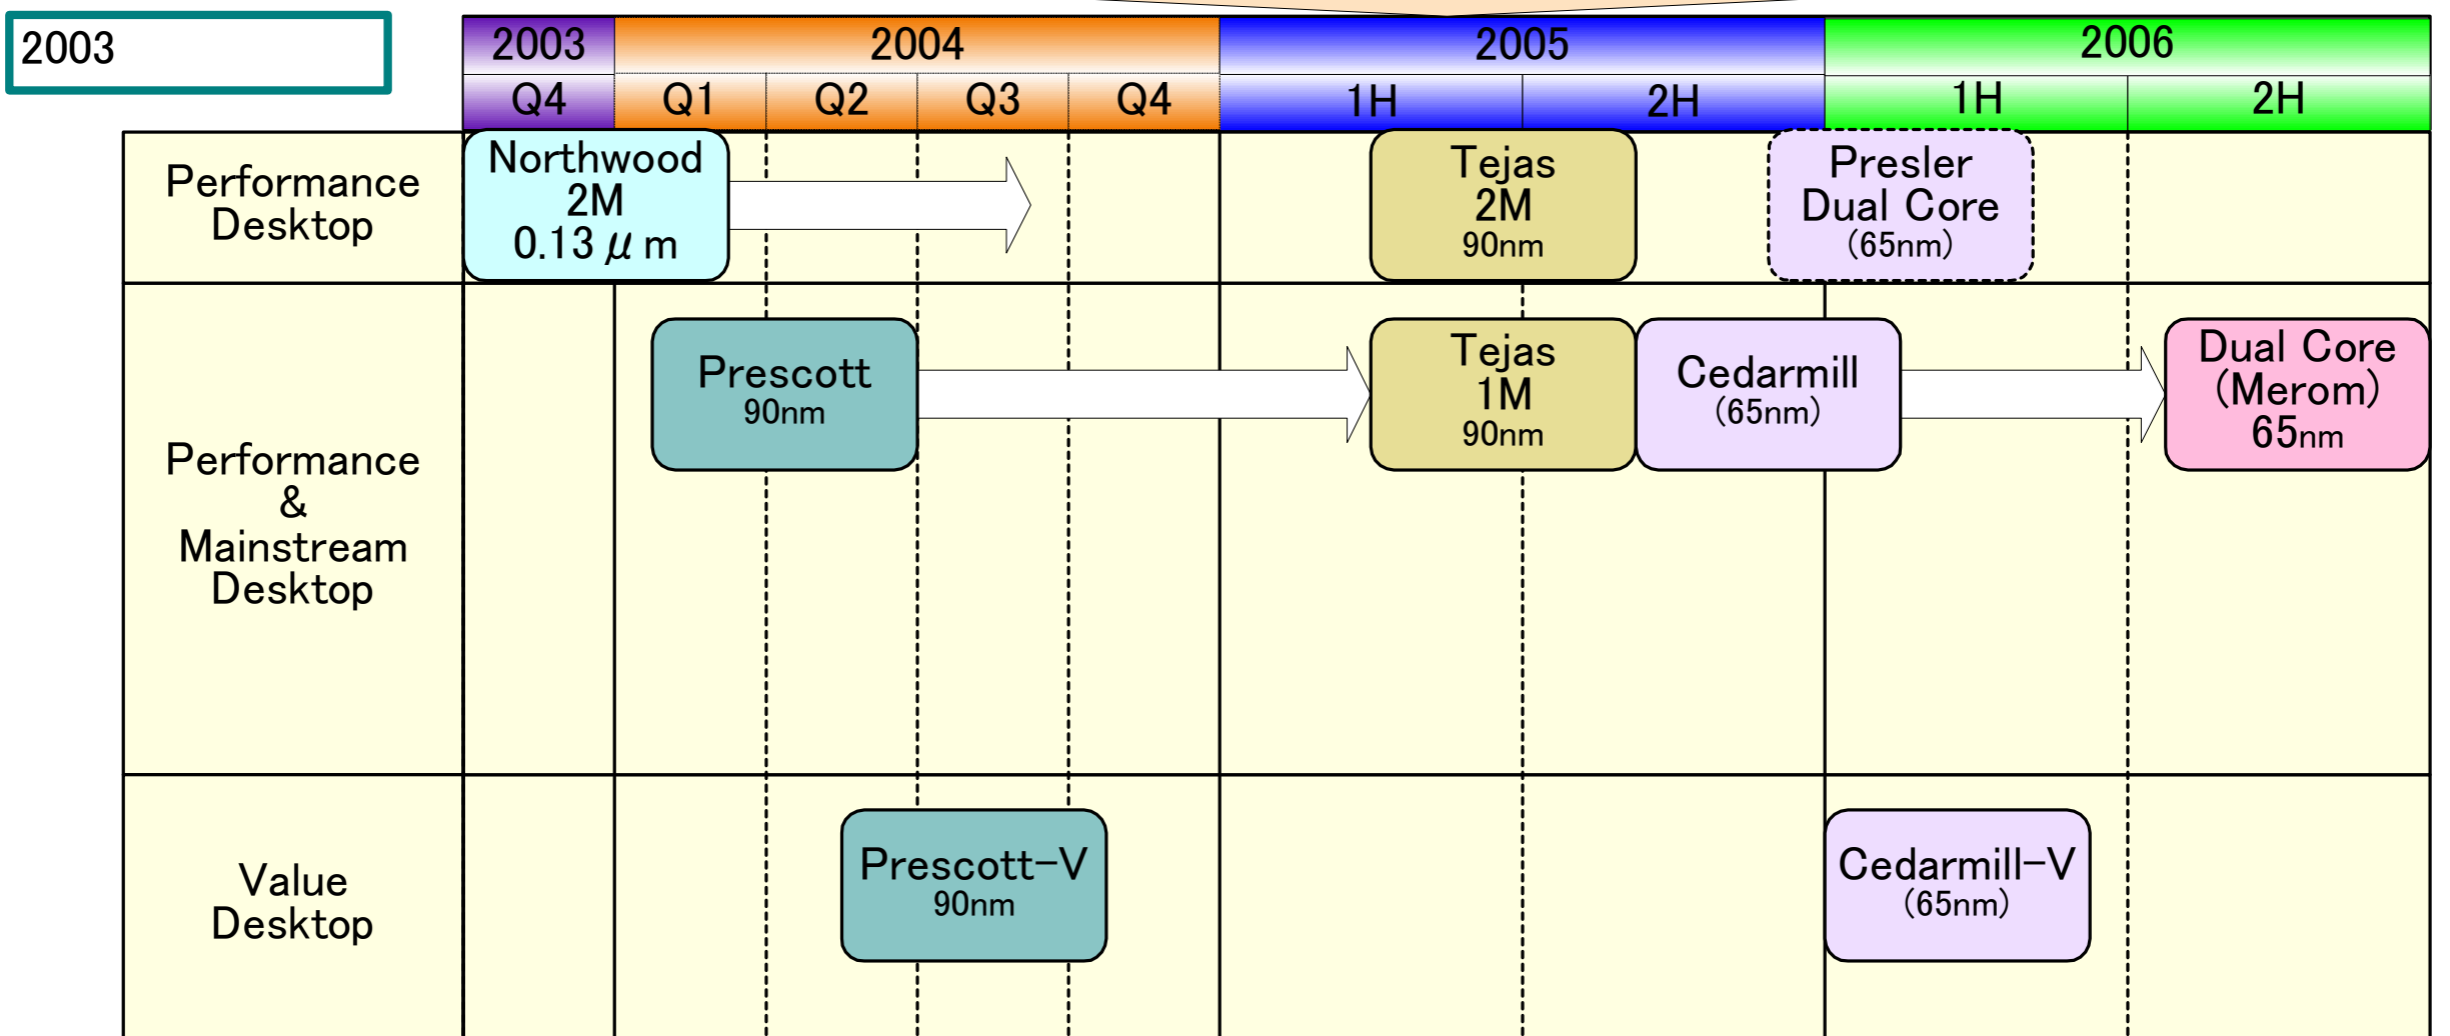 2003
2003
2004
2005
2006
Q4
Q1
Q2
Q3
Q4
1H
2H
1H
2H
Performance
Desktop
Northwood
2M
0.13μm
Tejas
2M
90nm
Presler
Dual Core
(65nm)
Performance
&
Mainstream
Desktop
Prescott
90nm
Tejas
1M
90nm
Cedarmill
(65nm)
Dual Core
(Merom)
65nm
Value
Desktop
Prescott-V
90nm
Cedarmill-V
(65nm)